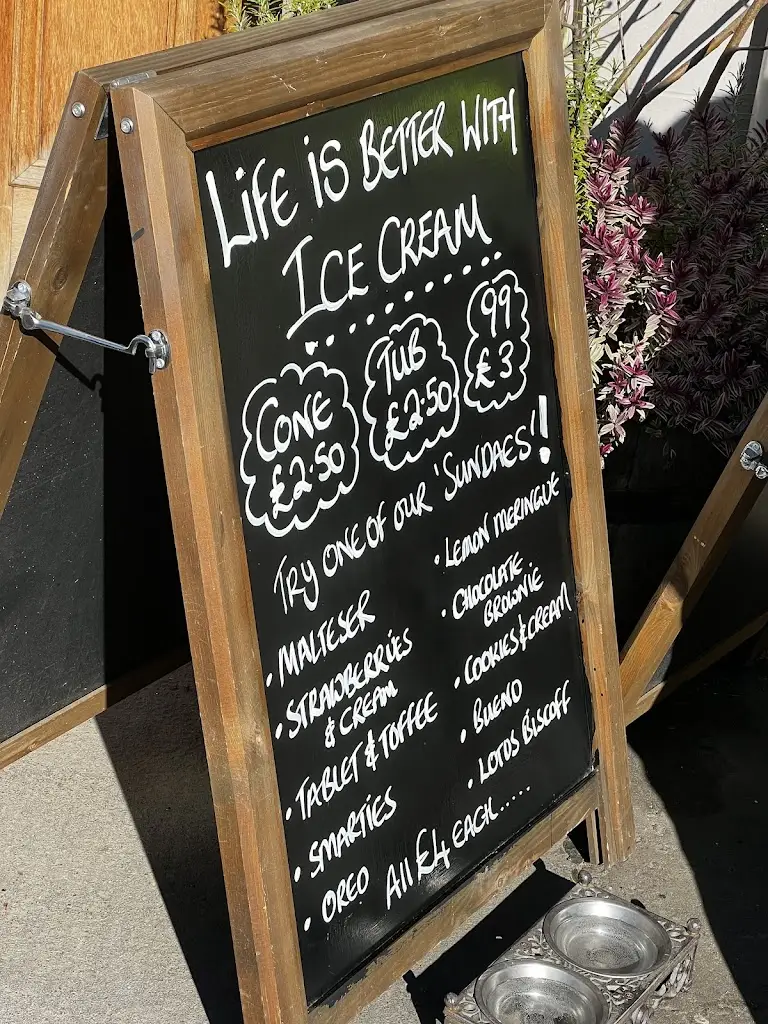 LiFe iS BETTER WITH
ICE CREAM
CONE
£2.50
TUB
£2.50
99
£3
TRY ONE OF OUR 'SUNDAES'!
• MALTESER
• STRAWBERRIES
& CREAM
• TABLET & TOFFEE
• SMARTIES
• OREO
• LEMON MERINGUE
• CHOCOLATE
BROWNIE
• COOKIES & CREAM
• BUENO
• LOTUS BISCOFF
All £4 EACH.....